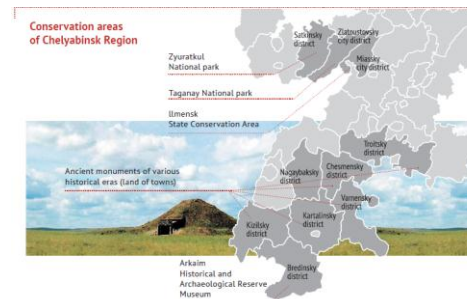 Conservation areas
of Chelyabinsk Region
Satkinsky
district
Zlatoustovsky
city district
Miassky
city district
Zyuratkul
National park
Taganay National park
Ilmensk
State Conservation Area
Ancient monuments of various
historical eras (land of towns)
Troitsky
district
Nagaybaksky
district
Chesmensky
district
Varnensky
district
Kartalinsky
district
Kizilsky
district
Bredinsky
district
Arkaim
Historical and
Archaeological Reserve
Museum